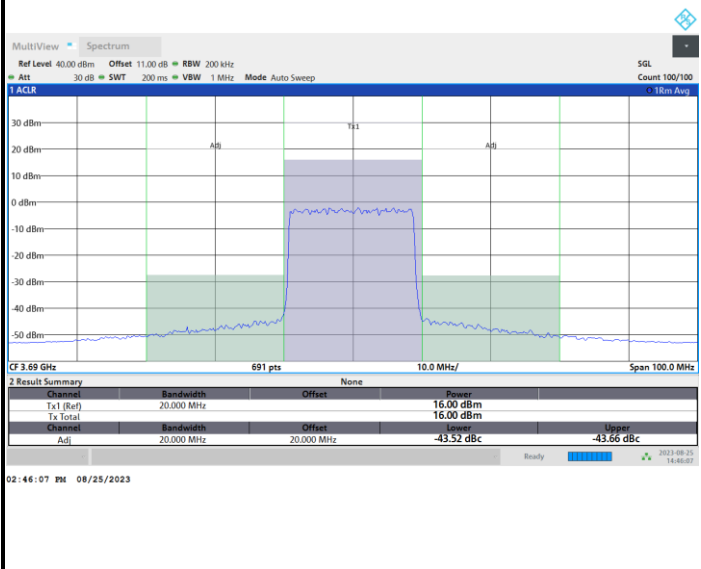 MultiView Spectrum
Ref Level 40.00 dBm Offset 11.00 dB RBW 200 kHz SGL
Att 30 dB SWT 200 ms VBW 1 MHz Mode Auto Sweep Count 100/100
1 ACLR 1Rm Avg
30 dBm
Tx1
20 dBm Adj Adj
10 dBm
0 dBm
-10 dBm
-20 dBm
-30 dBm
-40 dBm
-50 dBm
CF 3.69 GHz 691 pts 10.0 MHz/ Span 100.0 MHz
2 Result Summary None
Channel Bandwidth Offset Power
Tx1 (Ref) 20.000 MHz 16.00 dBm
Tx Total 16.00 dBm
Channel Bandwidth Offset Lower Upper
Adj 20.000 MHz 20.000 MHz -43.52 dBc -43.66 dBc
Ready 2023-08-25
14:46:07
02:46:07 PM 08/25/2023